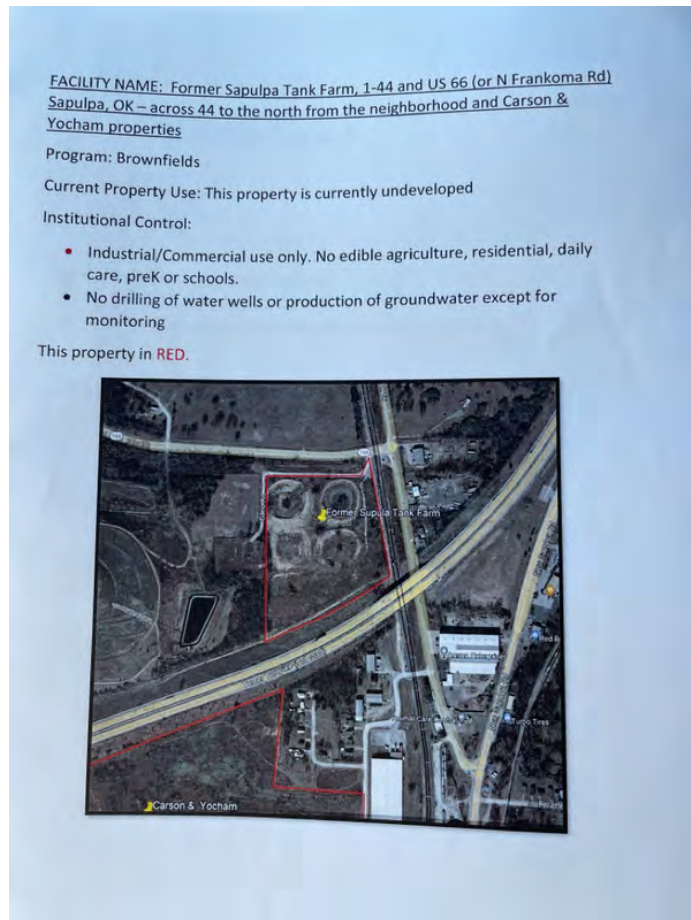 FACILITY NAME: Former Sapulpa Tank Farm, 1-44 and US 66 (or N Frankoma Rd)
Sapulpa, OK – across 44 to the north from the neighborhood and Carson &
Yocham properties
Program: Brownfields
Current Property Use: This property is currently undeveloped
Institutional Control:
• Industrial/Commercial use only. No edible agriculture, residential, daily
care, preK or schools.
• No drilling of water wells or production of groundwater except for
monitoring
This property in RED.
Former Supula Tank Farm
Red B
Turbo Tires
Carson & Yocham